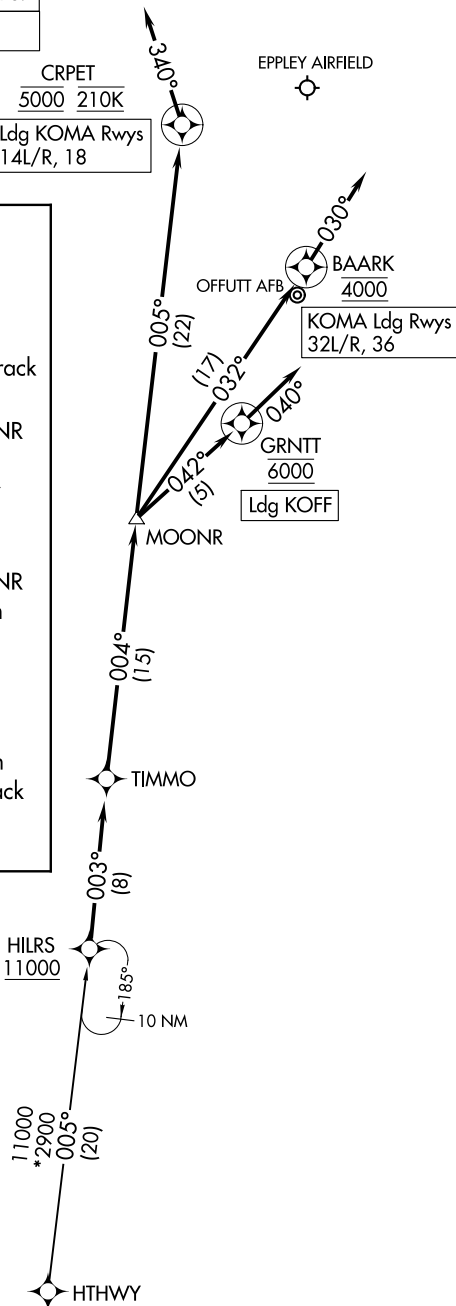 340°
CRPET
5000 210K
Ldg KOMA Rwys
14L/R, 18
EPPLEY AIRFIELD
030°
BAARK
4000
OFFUTT AFB
KOMA Ldg Rwys
32L/R, 36
005°
(22)
(17)
032°
040°
GRNTT
6000
Ldg KOFF
042°
(5)
MOONR
rack
NR
NR
ack
004°
(15)
TIMMO
003°
(8)
HILRS
11000
185°
10 NM
11000
*2900
005°
(20)
HTHWY